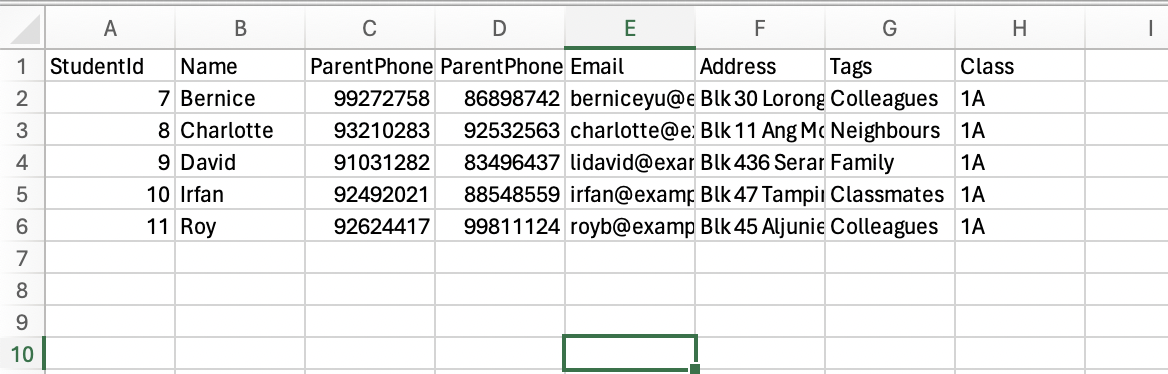 A B C D E F G H I
1 StudentId Name ParentPhone ParentPhone Email Address Tags Class
2 7 Bernice 99272758 86898742 berniceyu@e Blk 30 Lorong Colleagues 1A
3 8 Charlotte 93210283 92532563 charlotte@ex Blk 11 Ang Mo Neighbours 1A
4 9 David 91031282 83496437 lidavid@exar Blk 436 Serar Family 1A
5 10 Irfan 92492021 88548559 irfan@examp Blk 47 Tampi Classmates 1A
6 11 Roy 92624417 99811124 royb@examp Blk 45 Aljunie Colleagues 1A
7
8
9
10